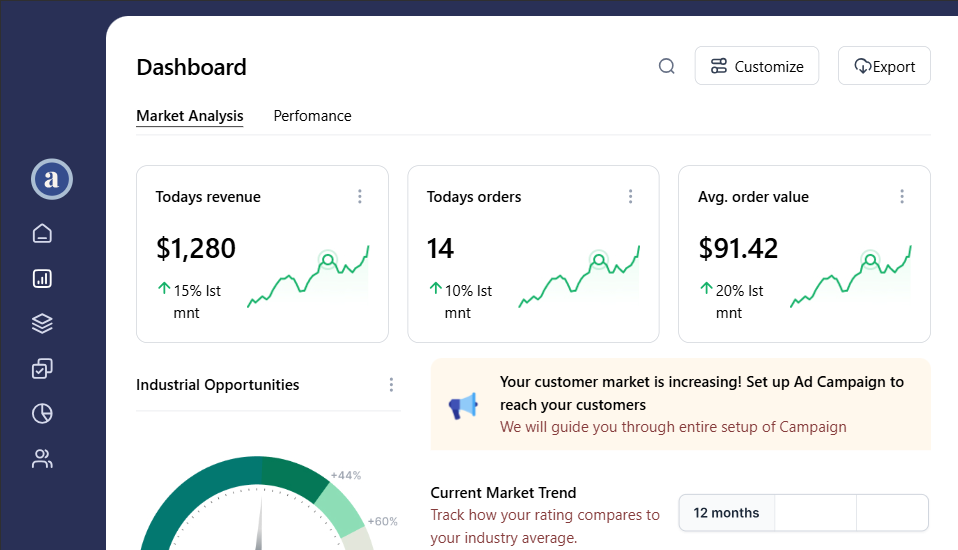 Dashboard
Customize
Export
Market Analysis
Perfomance
a
Todays revenue
$1,280
15% lst
mnt
Todays orders
14
10% lst
mnt
Avg. order value
$91.42
20% lst
mnt
Industrial Opportunities
+44%
+60%
Your customer market is increasing! Set up Ad Campaign to
reach your customers
We will guide you through entire setup of Campaign
Current Market Trend
Track how your rating compares to
your industry average.
12 months